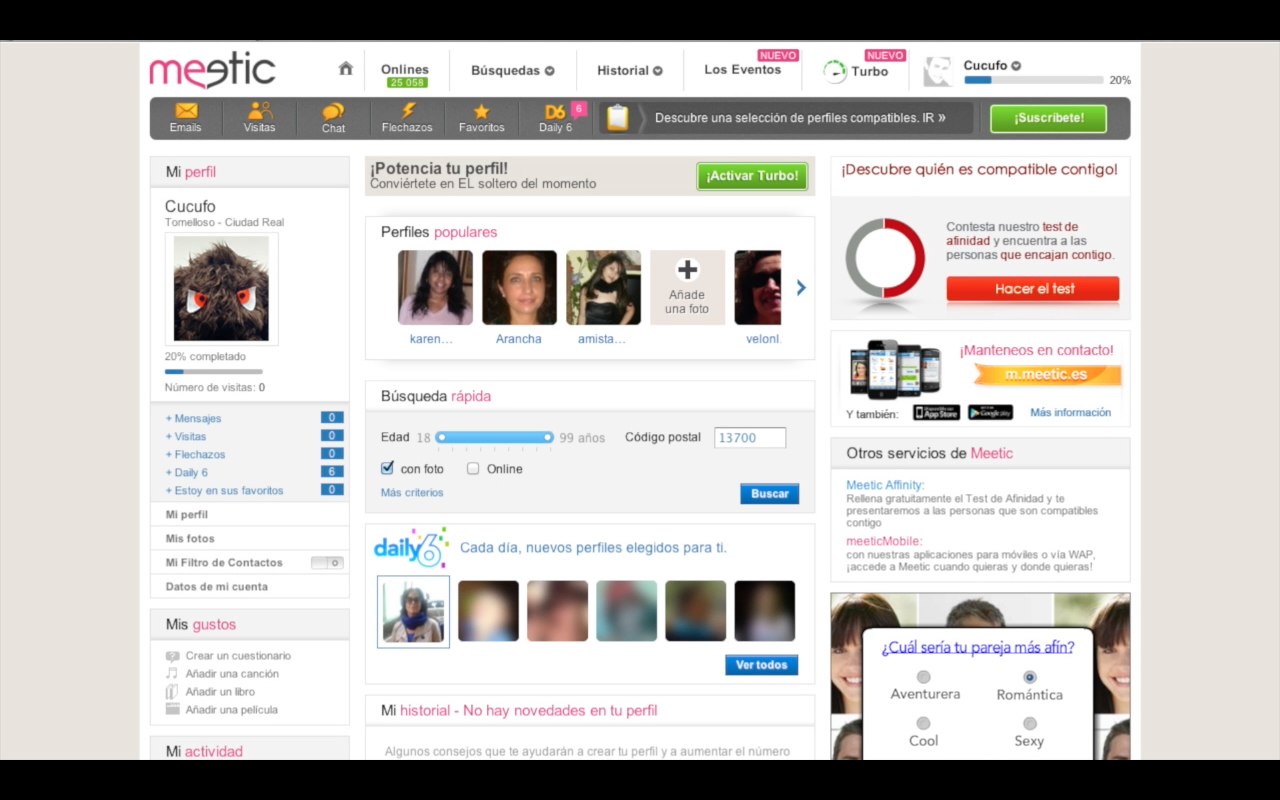 meetic
Onlines
25 058
Búsquedas
Historial
NUEVO
Los Eventos
NUEVO
Turbo
Cucufo
20%
Emails
Visitas
Chat
Flechazos
Favoritos
D6
6
Daily 6
Descubre una selección de perfiles compatibles. IR »
¡Suscríbete!
Mi perfil
Cucufo
Tomelloso - Ciudad Real
20% completado
Número de visitas: 0
+ Mensajes 0
+ Visitas 0
+ Flechazos 0
+ Daily 6 6
+ Estoy en sus favoritos 0
Mi perfil
Mis fotos
Mi Filtro de Contactos
Datos de mi cuenta
Mis gustos
Crear un cuestionario
Añadir una canción
Añadir un libro
Añadir una película
Mi actividad
¡Potencia tu perfil!
Conviértete en EL soltero del momento
¡Activar Turbo!
Perfiles populares
Añade
una foto
karen...
Arancha
amista...
velonl
Búsqueda rápida
Edad 18 99 años Código postal 13700
con foto Online
Más criterios
Buscar
daily6
Cada día, nuevos perfiles elegidos para ti.
Ver todos
Mi historial - No hay novedades en tu perfil
Algunos consejos que te ayudarán a crear tu perfil y a aumentar el número
¡Descubre quién es compatible contigo!
Contesta nuestro test de
afinidad y encuentra a las
personas que encajan contigo.
Hacer el test
¡Manteneos en contacto!
m.meetic.es
Y también:
App Store
Google play
Más información
Otros servicios de Meetic
Meetic Affinity:
Rellena gratuitamente el Test de Afinidad y te
presentaremos a las personas que son compatibles
contigo
meeticMobile:
con nuestras aplicaciones para móviles o vía WAP,
¡accede a Meetic cuando quieras y donde quieras!
¿Cuál sería tu pareja más afín?
Aventurera
Romántica
Cool
Sexy